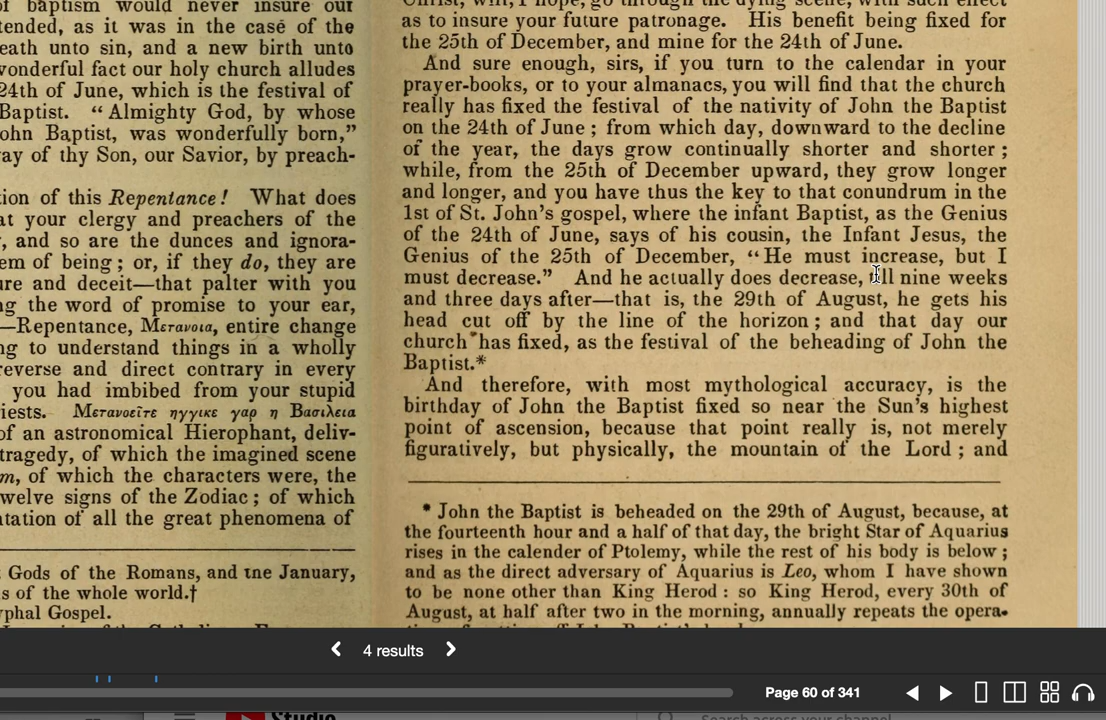 of baptism would never insure our
tended, as it was in the case of the
eath unto sin, and a new birth unto
wonderful fact our holy church alludes
24th of June, which is the festival of
Baptist. “Almighty God, by whose
ohn Baptist, was wonderfully born,”
ay of thy Son, our Savior, by preach-
tion of this Repentance! What does
at your clergy and preachers of the
, and so are the dunces and ignora-
em of being; or, if they do, they are
ure and deceit—that palter with you
ng the word of promise to your ear,
—Repentance, Μετανοια, entire change
ng to understand things in a wholly
reverse and direct contrary in every
you had imbibed from your stupid
iests. Μετανοεῖτε ηγγικε γαρ η Βασιλεια
of an astronomical Hierophant, deliv-
tragedy, of which the imagined scene
m, of which the characters were, the
welve signs of the Zodiac; of which
ntation of all the great phenomena of
Gods of the Romans, and the January,
s of the whole world.†
yphal Gospel.
Christ, will, I hope, go through the dying scene, with such effect
as to insure your future patronage. His benefit being fixed for
the 25th of December, and mine for the 24th of June.
And sure enough, sirs, if you turn to the calendar in your
prayer-books, or to your almanacs, you will find that the church
really has fixed the festival of the nativity of John the Baptist
on the 24th of June; from which day, downward to the decline
of the year, the days grow continually shorter and shorter;
while, from the 25th of December upward, they grow longer
and longer, and you have thus the key to that conundrum in the
1st of St. John’s gospel, where the infant Baptist, as the Genius
of the 24th of June, says of his cousin, the Infant Jesus, the
Genius of the 25th of December, “He must increase, but I
must decrease.” And he actually does decrease, till nine weeks
and three days after—that is, the 29th of August, he gets his
head cut off by the line of the horizon; and that day our
church has fixed, as the festival of the beheading of John the
Baptist.*
And therefore, with most mythological accuracy, is the
birthday of John the Baptist fixed so near the Sun’s highest
point of ascension, because that point really is, not merely
figuratively, but physically, the mountain of the Lord; and
* John the Baptist is beheaded on the 29th of August, because, at
the fourteenth hour and a half of that day, the bright Star of Aquarius
rises in the calender of Ptolemy, while the rest of his body is below;
and as the direct adversary of Aquarius is Leo, whom I have shown
to be none other than King Herod: so King Herod, every 30th of
August, at half after two in the morning, annually repeats the opera-
4 results
Page 60 of 341
Studio
Search across your channel